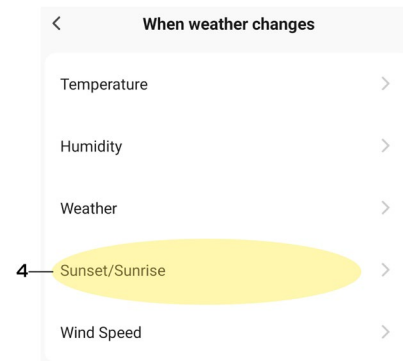 When weather changes
Temperature
Humidity
Weather
4 Sunset/Sunrise
Wind Speed